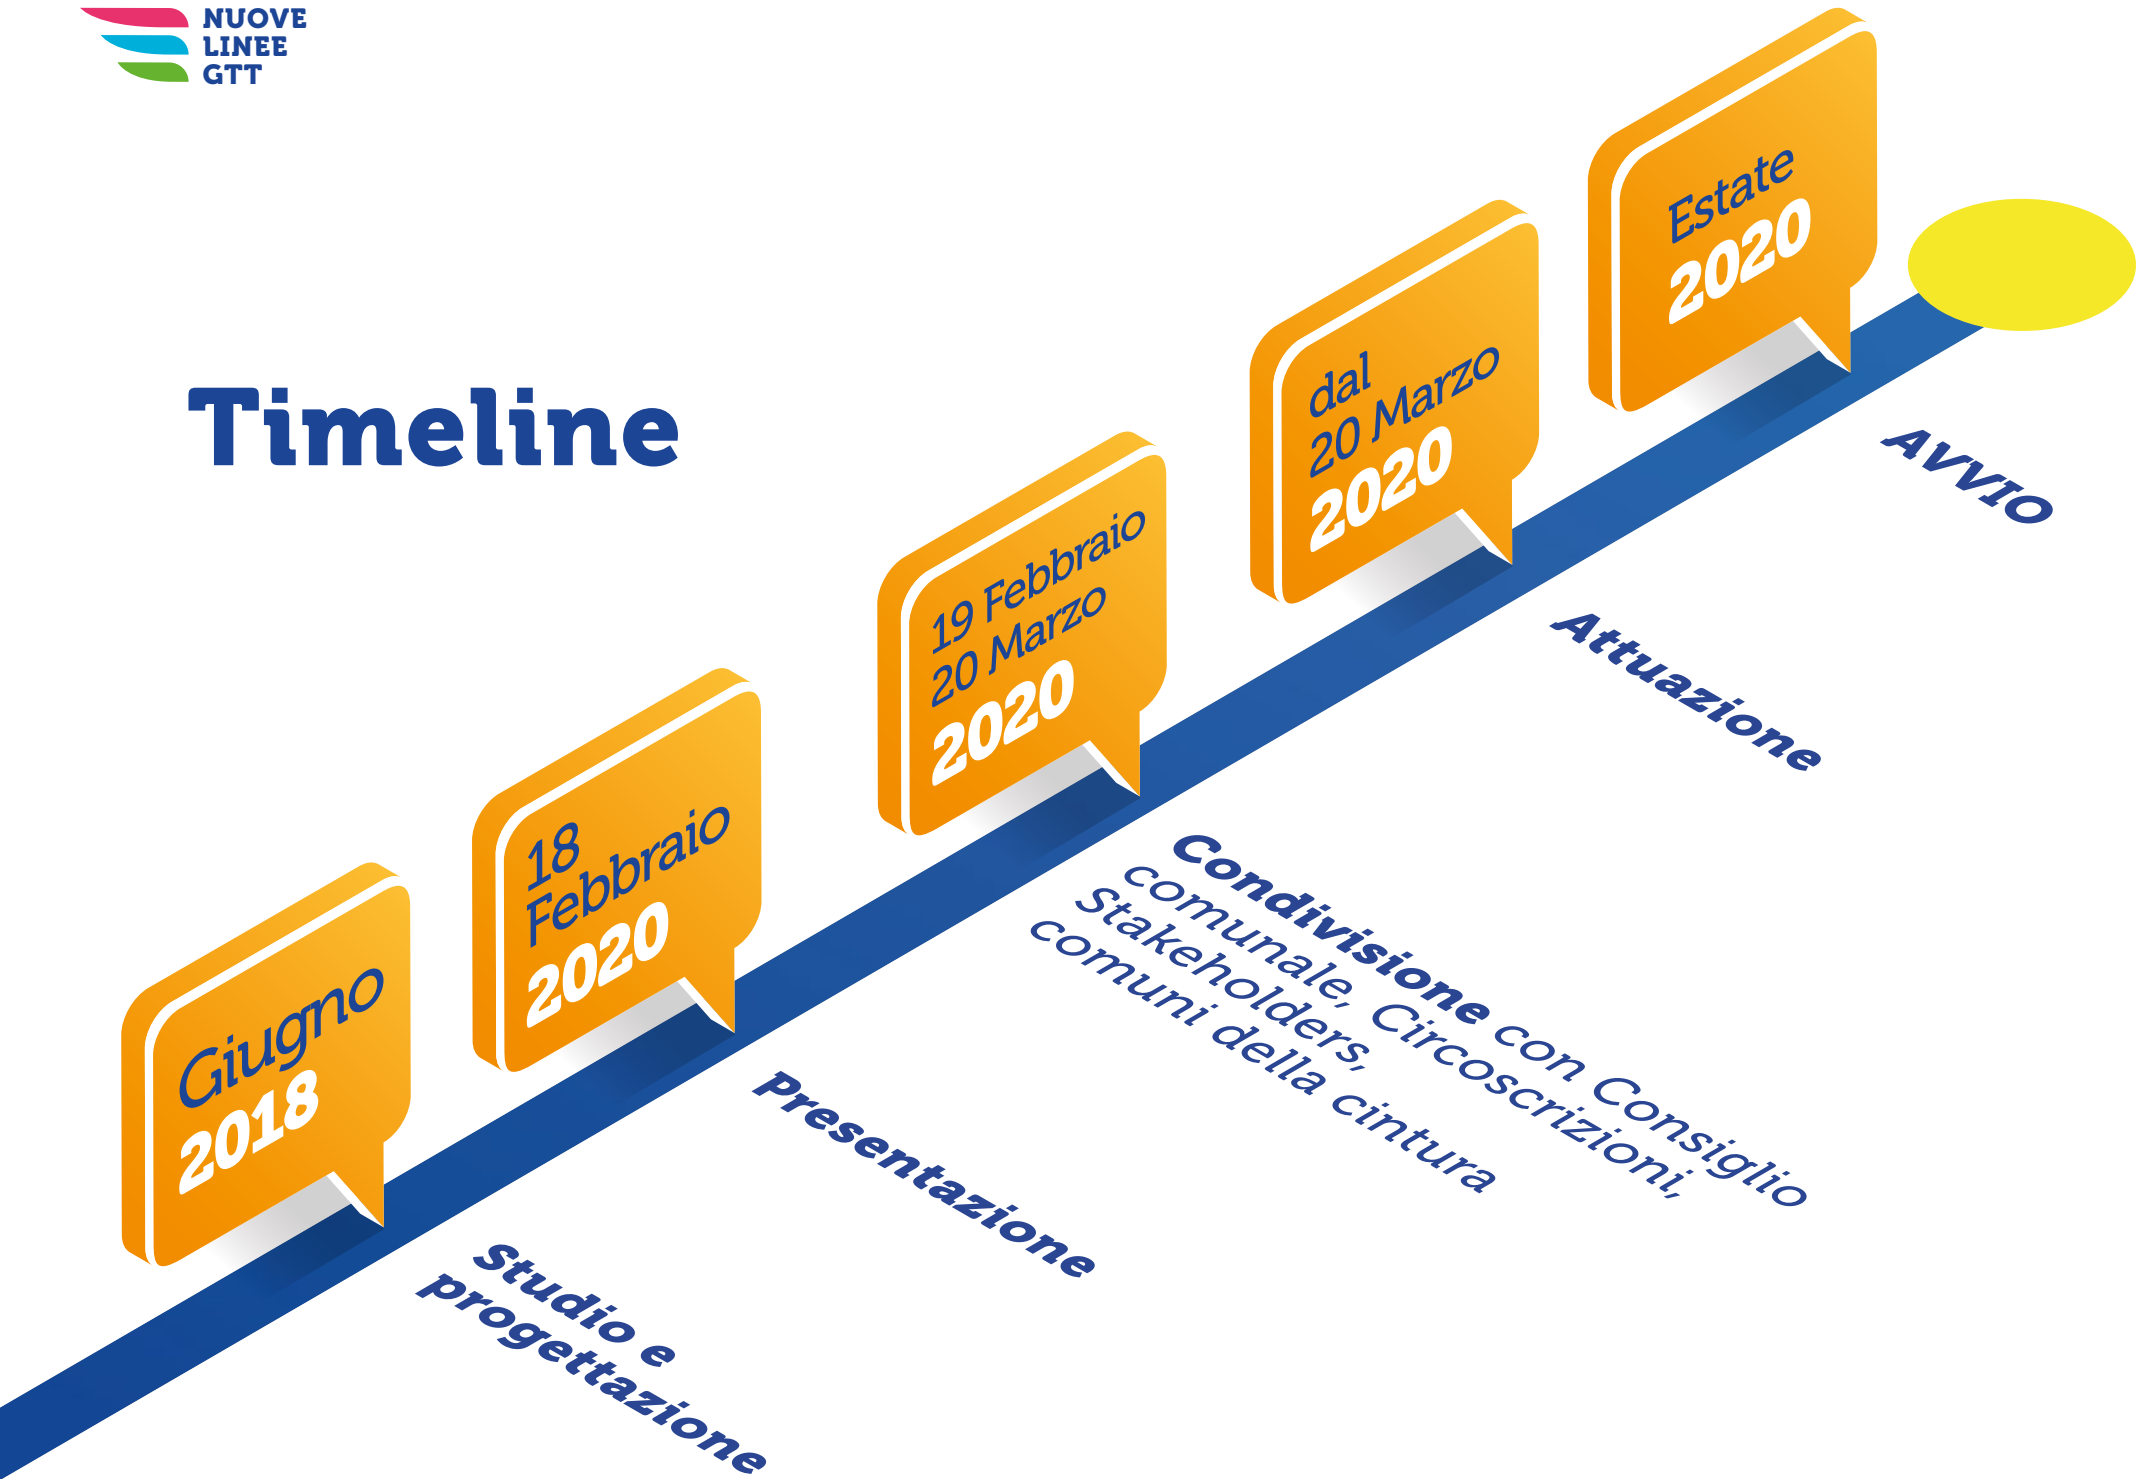 NUOVE
LINEE
GTT
Timeline
Giugno
2018
Studio e
progettazione
18
Febbraio
2020
Presentazione
19 Febbraio
20 Marzo
2020
Condivisione con Consiglio
comunale, Circoscrizioni,
Stakeholders,
comuni della cintura
dal
20 Marzo
2020
Attuazione
Estate
2020
AVVIO